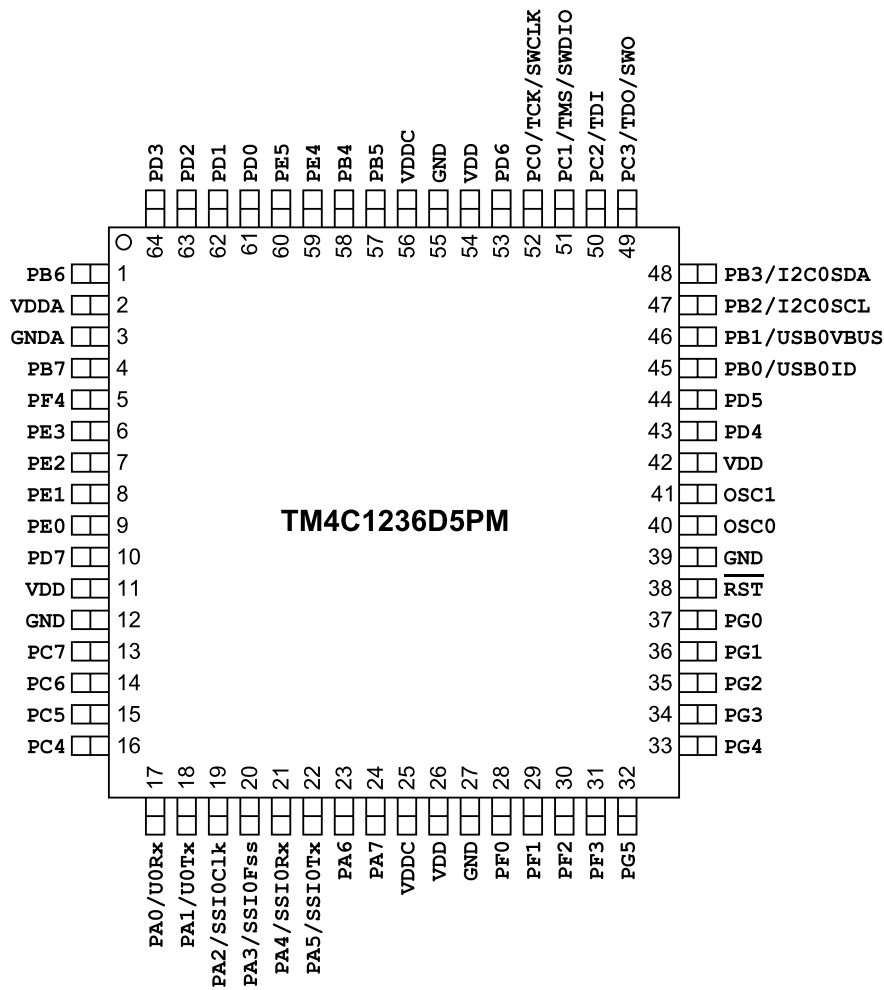 PD3 PD2 PD1 PD0 PE5 PE4 PB4 PB5 VDDC GND VDD PD6 PC0/TCK/SWCLK PC1/TMS/SWDIO PC2/TDI PC3/TDO/SWO
64 63 62 61 60 59 58 57 56 55 54 53 52 51 50 49
PB6 1 48 PB3/I2C0SDA
VDDA 2 47 PB2/I2C0SCL
GNDA 3 46 PB1/USB0VBUS
PB7 4 45 PB0/USB0ID
PF4 5 44 PD5
PE3 6 43 PD4
PE2 7 42 VDD
PE1 8 41 OSC1
TM4C1236D5PM
PE0 9 40 OSC0
PD7 10 39 GND
VDD 11 38 RST
GND 12 37 PG0
PC7 13 36 PG1
PC6 14 35 PG2
PC5 15 34 PG3
PC4 16 33 PG4
17 18 19 20 21 22 23 24 25 26 27 28 29 30 31 32
PA0/U0Rx PA1/U0Tx PA2/SSI0Clk PA3/SSI0Fss PA4/SSI0Rx PA5/SSI0Tx PA6 PA7 VDDC VDD GND PF0 PF1 PF2 PF3 PG5